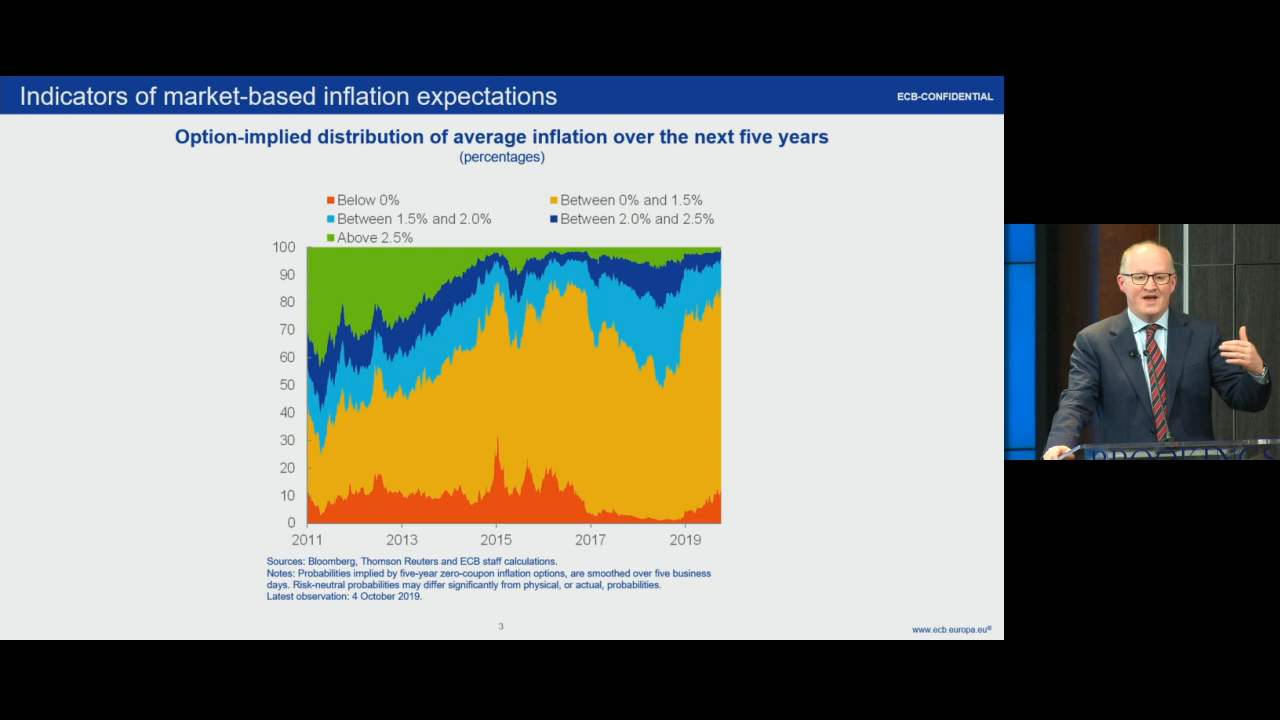 Indicators of market-based inflation expectations
ECB-CONFIDENTIAL
Option-implied distribution of average inflation over the next five years
(percentages)
Below 0%
Between 0% and 1.5%
Between 1.5% and 2.0%
Between 2.0% and 2.5%
Above 2.5%
100
90
80
70
60
50
40
30
20
10
0
2011 2013 2015 2017 2019
Sources: Bloomberg, Thomson Reuters and ECB staff calculations.
Notes: Probabilities implied by five-year zero-coupon inflation options, are smoothed over five business
days. Risk-neutral probabilities may differ significantly from physical, or actual, probabilities.
Latest observation: 4 October 2019.
3
www.ecb.europa.eu©
BROOKINGS